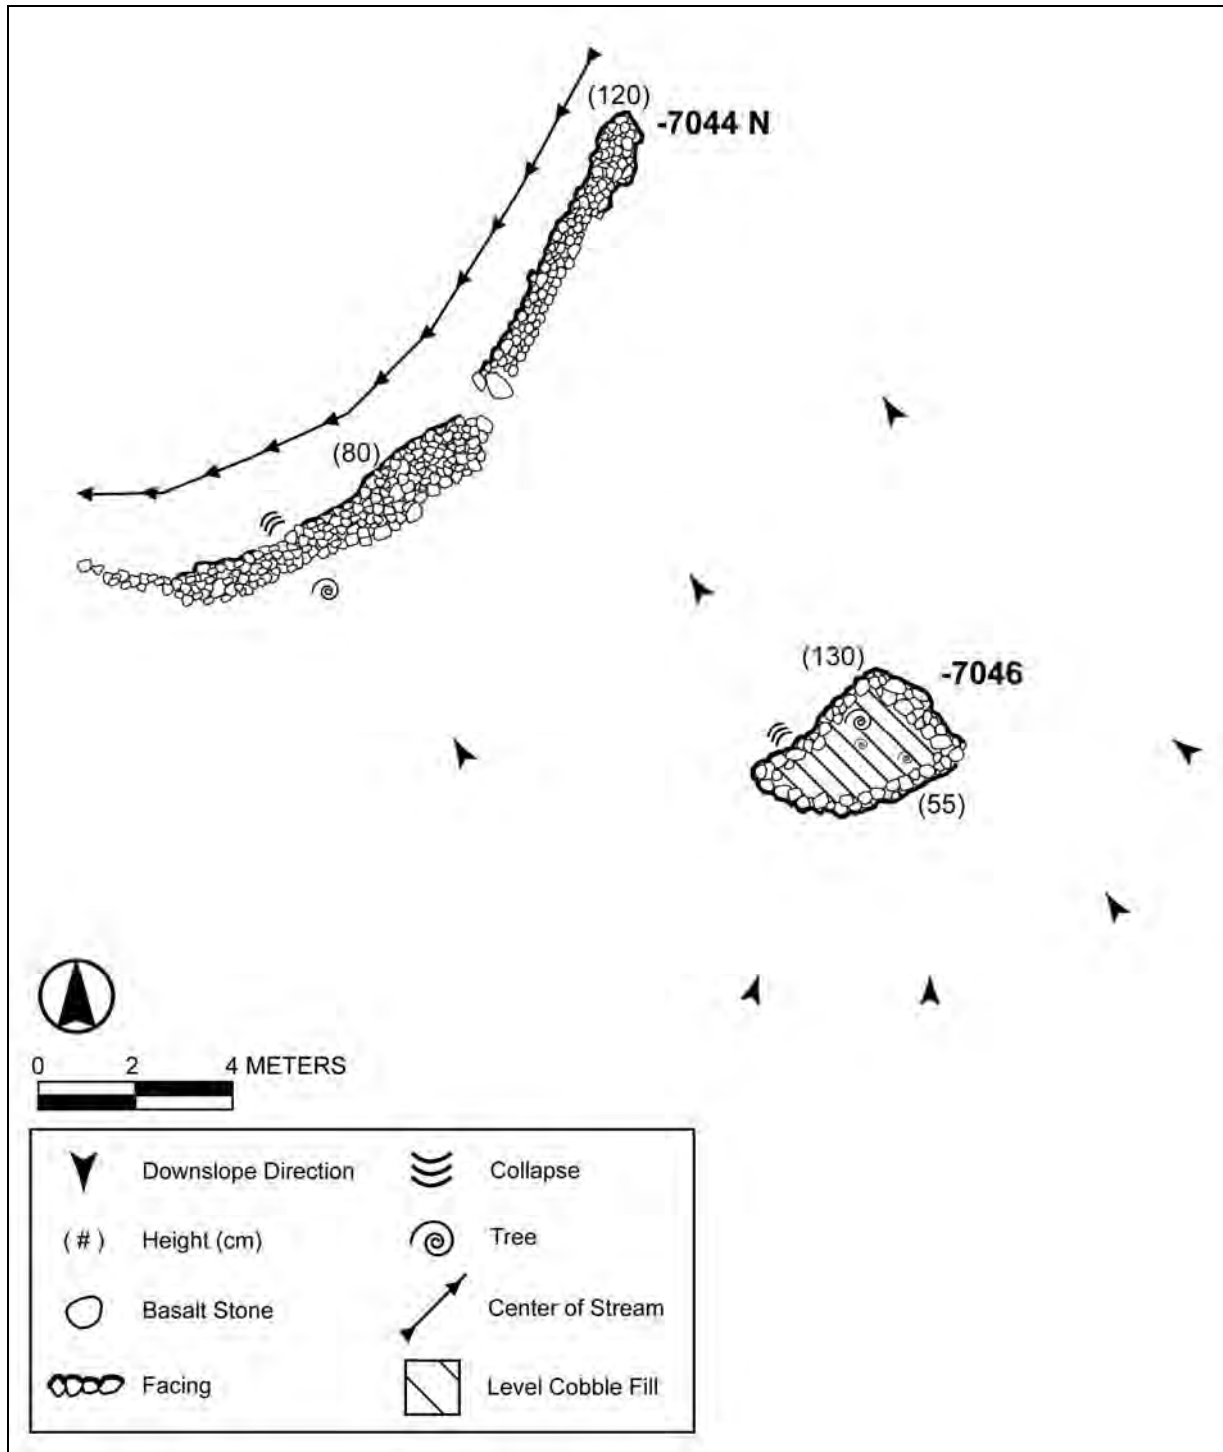 (120)
-7044 N
(80)
(130)
-7046
(55)
0 2 4 METERS
Downslope Direction
Collapse
( # ) Height (cm)
Tree
Basalt Stone
Center of Stream
Facing
Level Cobble Fill